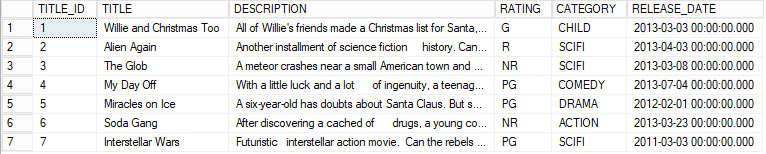 TITLE_ID TITLE DESCRIPTION RATING CATEGORY RELEASE_DATE
1 1 Willie and Christmas Too All of Willie's friends made a Christmas list for Santa,... G CHILD 2013-03-03 00:00:00.000
2 2 Alien Again Another installment of science fiction history. Can... R SCIFI 2013-04-03 00:00:00.000
3 3 The Glob A meteor crashes near a small American town and ... NR SCIFI 2013-08-03 00:00:00.000
4 4 My Day Off With a little luck and a lot of ingenuity, a teenag... PG COMEDY 2013-07-04 00:00:00.000
5 5 Miracles on Ice A six-year-old has doubts about Santa Claus. But s... PG DRAMA 2012-02-01 00:00:00.000
6 6 Soda Gang After discovering a cached of drugs, a young co... NR ACTION 2013-03-23 00:00:00.000
7 7 Interstellar Wars Futuristic interstellar action movie. Can the rebels ... PG SCIFI 2011-03-03 00:00:00.000